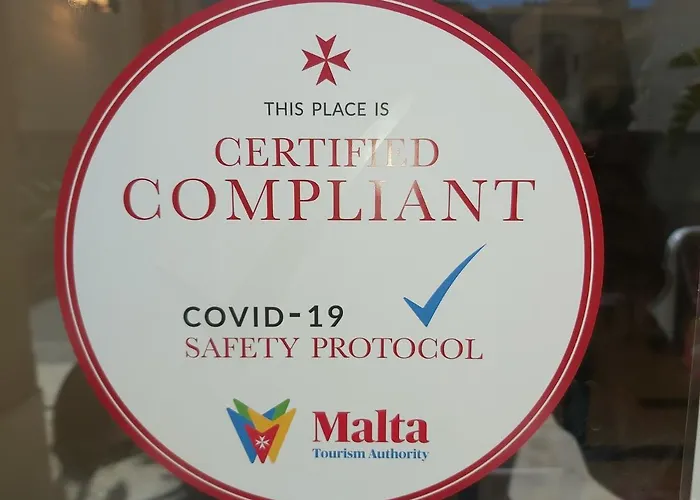 THIS PLACE IS
CERTIFIED
COMPLIANT
COVID-19
SAFETY PROTOCOL
Malta
Tourism Authority